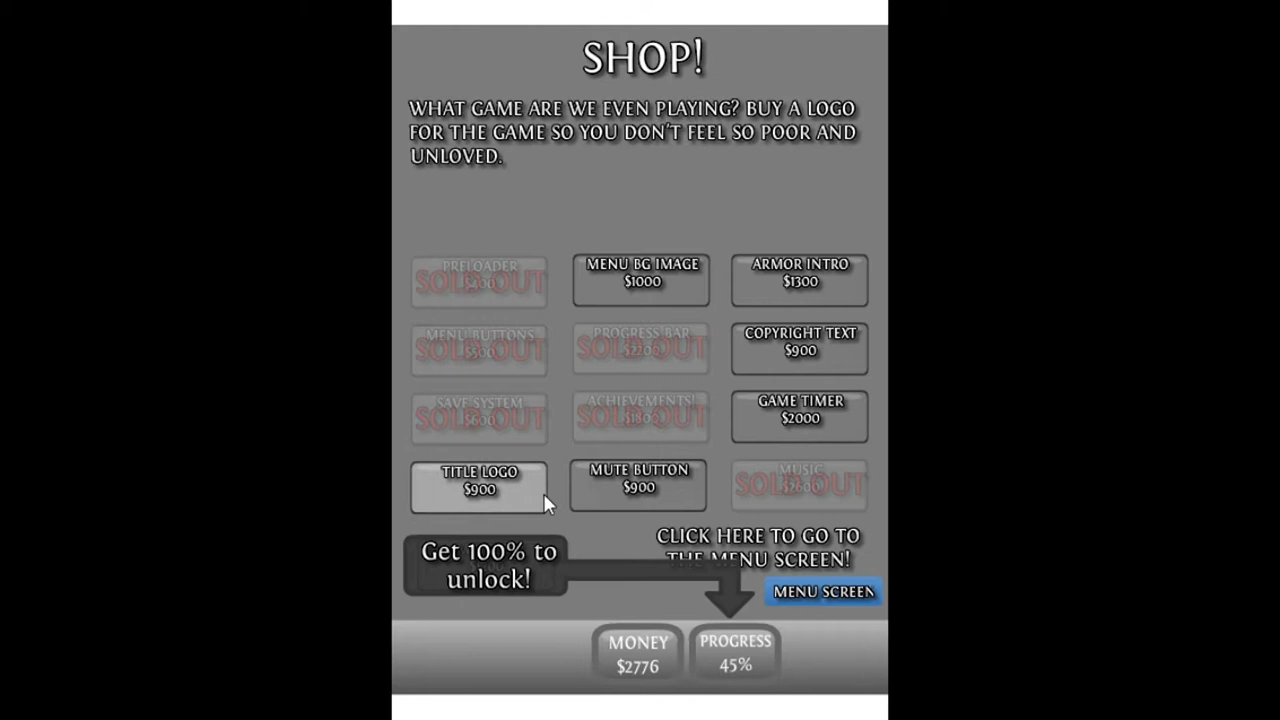 SHOP!
WHAT GAME ARE WE EVEN PLAYING? BUY A LOGO
FOR THE GAME SO YOU DON'T FEEL SO POOR AND
UNLOVED.
PRELOADER
SOLD OUT
MENU BG IMAGE
$1000
ARMOR INTRO
$1300
MENU BUTTONS
SOLD OUT
PROGRESS BAR
$2200
SOLD OUT
COPYRIGHT TEXT
$900
SAVE SYSTEM
$600
SOLD OUT
ACHIEVEMENTS!
$1800
SOLD OUT
GAME TIMER
$2000
TITLE LOGO
$900
MUTE BUTTON
$900
MUSIC
SOLD OUT
CLICK HERE TO GO TO
THE MENU SCREEN!
Get 100% to
unlock!
MENU SCREEN
MONEY
$2776
PROGRESS
45%